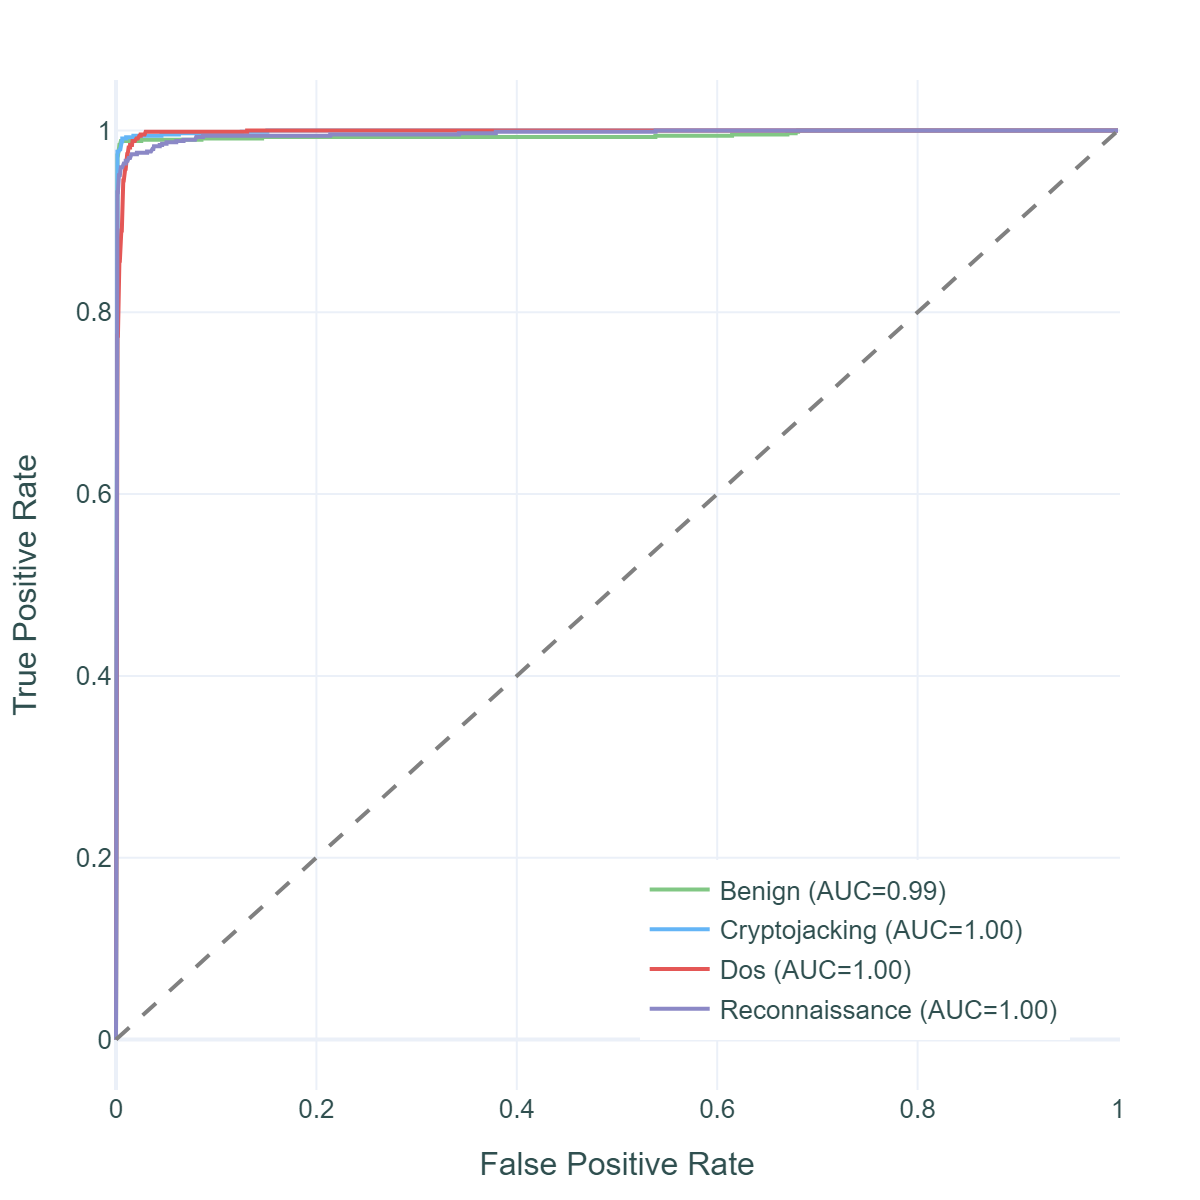 1
0.8
0.6
0.4
0.2
0
True Positive Rate
Benign (AUC=0.99)
Cryptojacking (AUC=1.00)
Dos (AUC=1.00)
Reconnaissance (AUC=1.00)
0 0.2 0.4 0.6 0.8 1
False Positive Rate